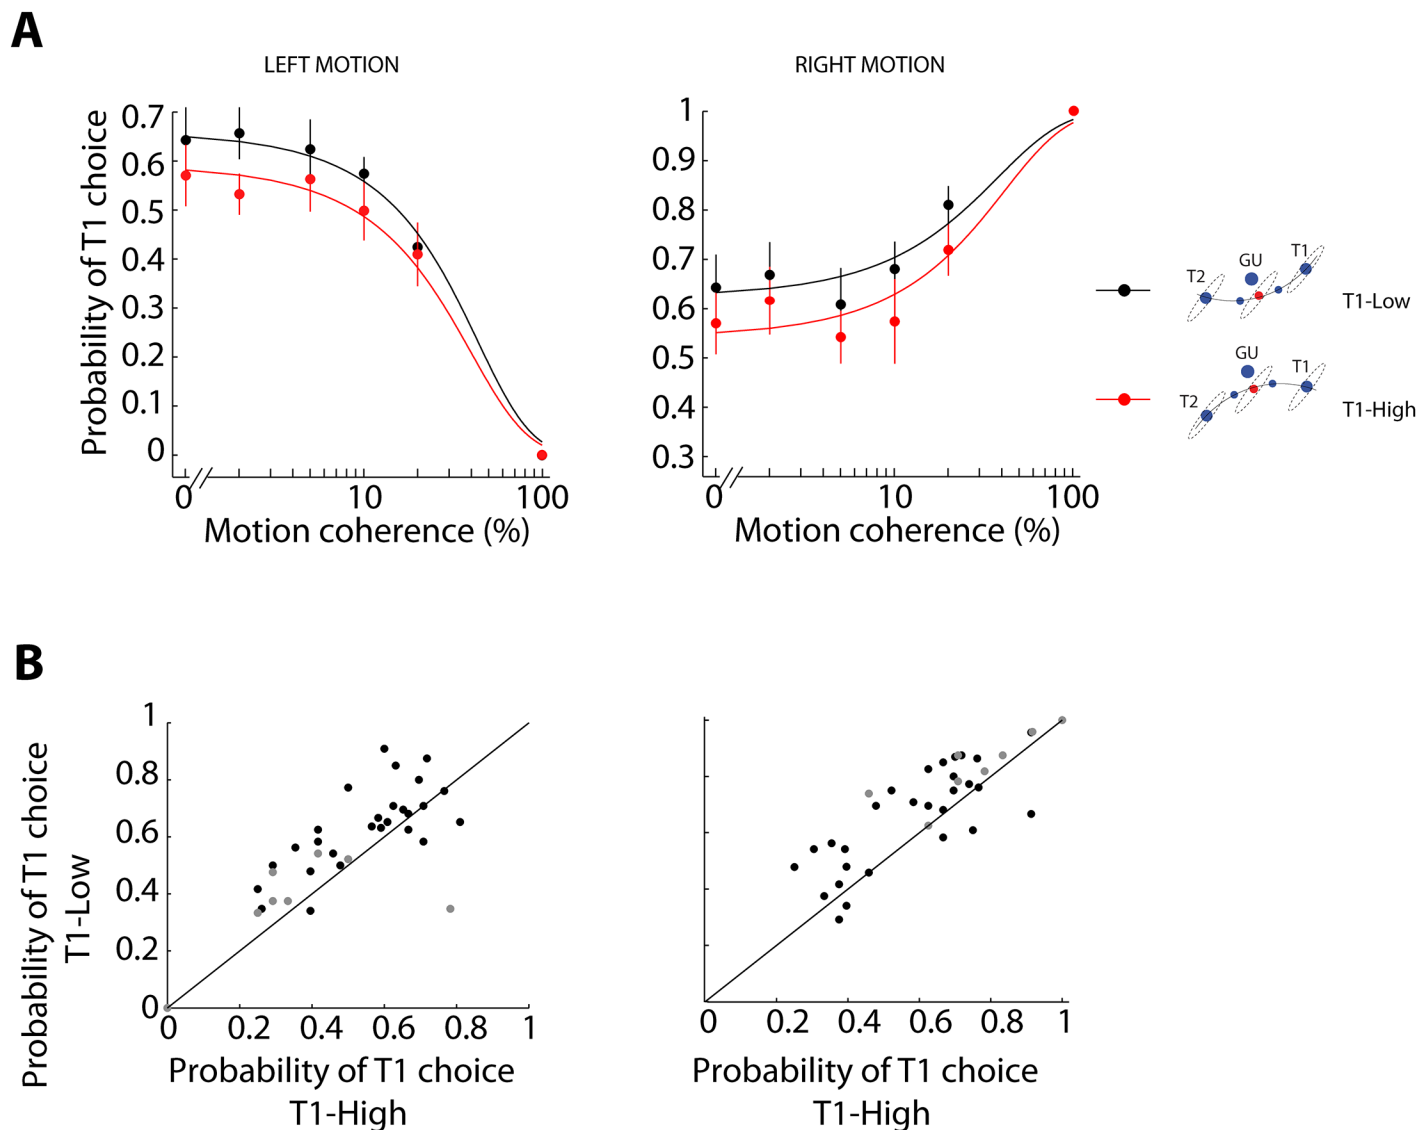 A
LEFT MOTION
RIGHT MOTION
Probability of T1 choice
0.7
0.6
0.5
0.4
0.3
0.2
0.1
0
0
10
100
Motion coherence (%)
1
0.9
0.8
0.7
0.6
0.5
0.4
0.3
0
10
100
Motion coherence (%)
T2
GU
T1
T1-Low
T2
GU
T1
T1-High
B
Probability of T1 choice
T1-Low
1
0.8
0.6
0.4
0.2
0
0
0.2
0.4
0.6
0.8
1
Probability of T1 choice
T1-High
0
0.2
0.4
0.6
0.8
1
Probability of T1 choice
T1-High